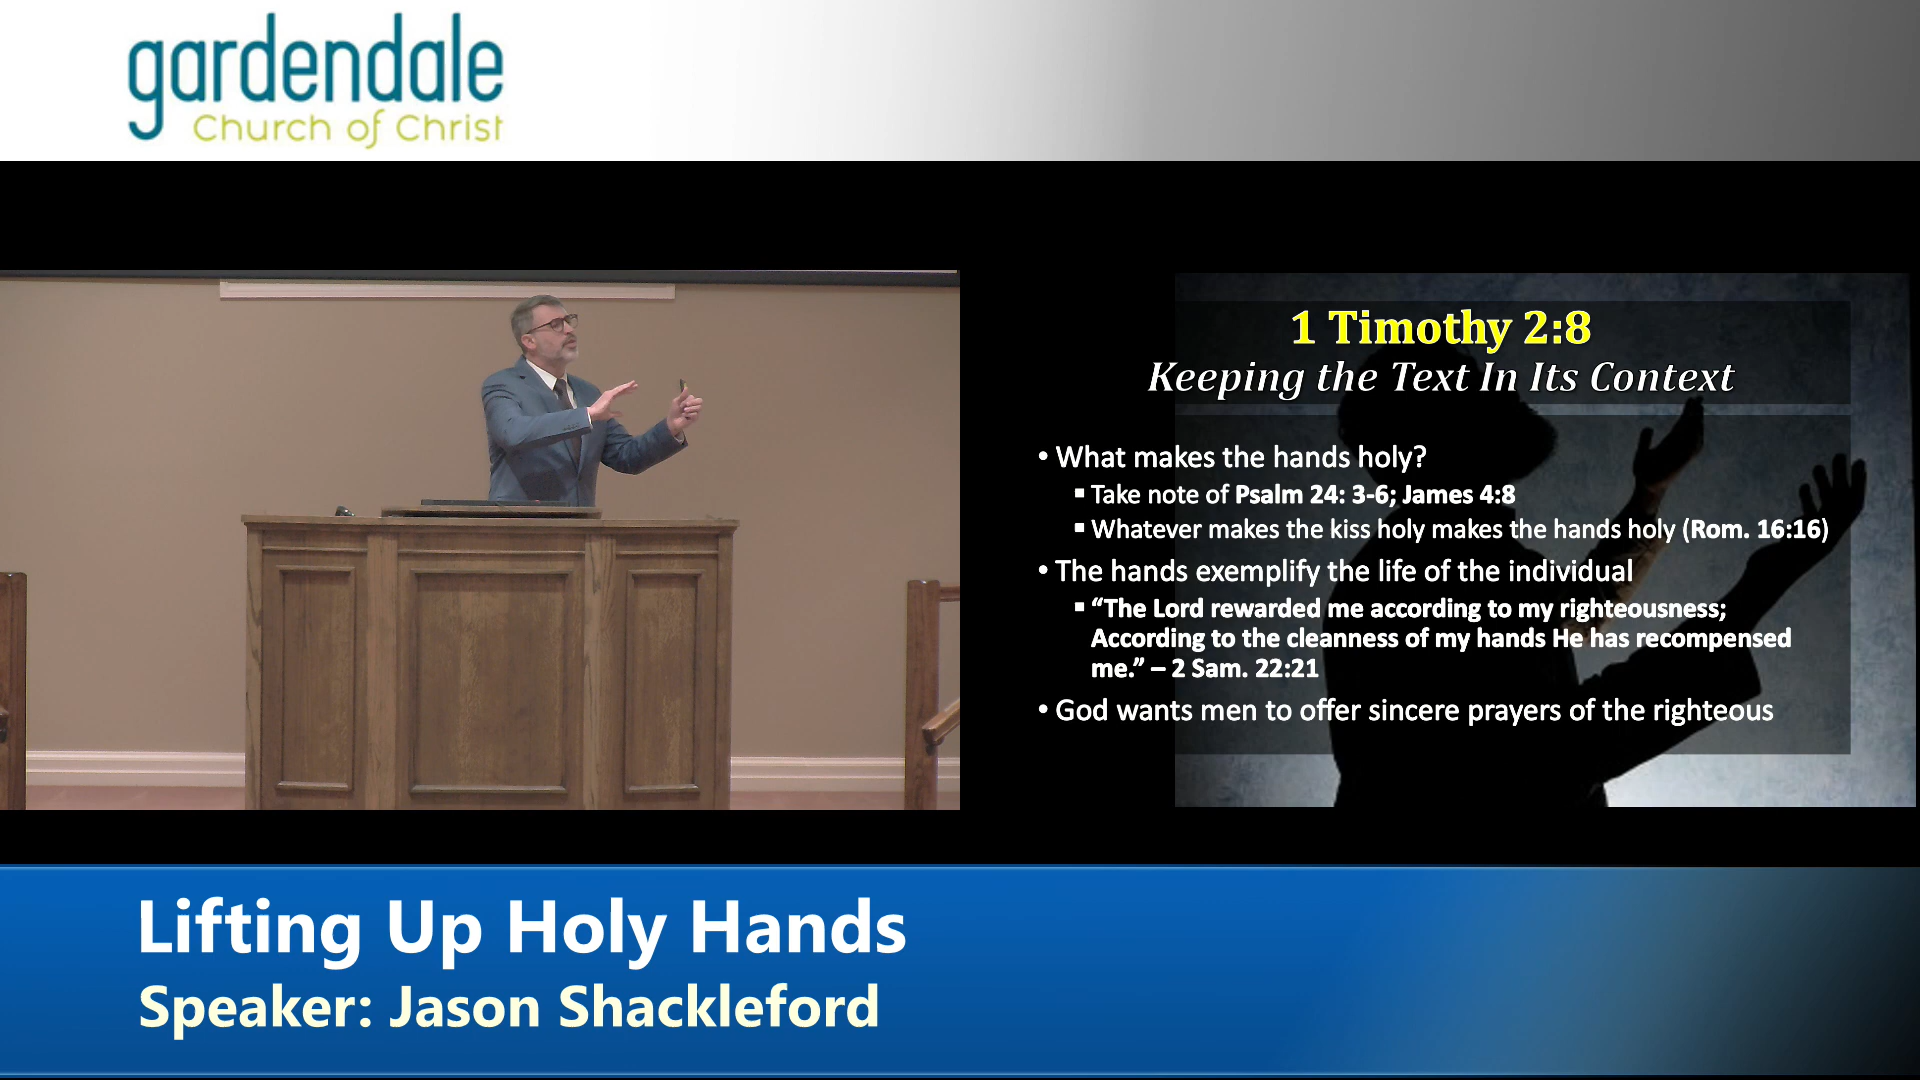 gardendale
Church of Christ
1 Timothy 2:8
Keeping the Text In Its Context
• What makes the hands holy?
▪ Take note of Psalm 24: 3-6; James 4:8
▪ Whatever makes the kiss holy makes the hands holy (Rom. 16:16)
• The hands exemplify the life of the individual
▪ “The Lord rewarded me according to my righteousness;
According to the cleanness of my hands He has recompensed
me.” – 2 Sam. 22:21
• God wants men to offer sincere prayers of the righteous
Lifting Up Holy Hands
Speaker: Jason Shackleford